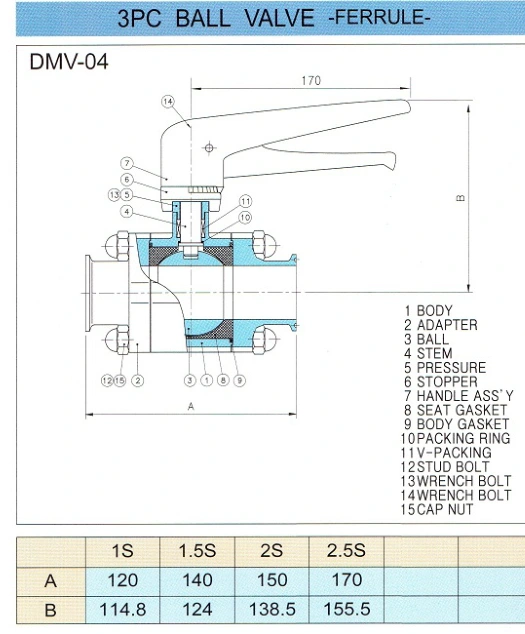 3PC BALL VALVE -FERRULE-
DMV-04
170
14
7
6
13 5
4
11
10
B
12 15 2 3 1 8 9
A
1 BODY
2 ADAPTER
3 BALL
4 STEM
5 PRESSURE
6 STOPPER
7 HANDLE ASS'Y
8 SEAT GASKET
9 BODY GASKET
10 PACKING RING
11 V-PACKING
12 STUD BOLT
13 WRENCH BOLT
14 WRENCH BOLT
15 CAP NUT
1S 1.5S 2S 2.5S
A 120 140 150 170
B 114.8 124 138.5 155.5